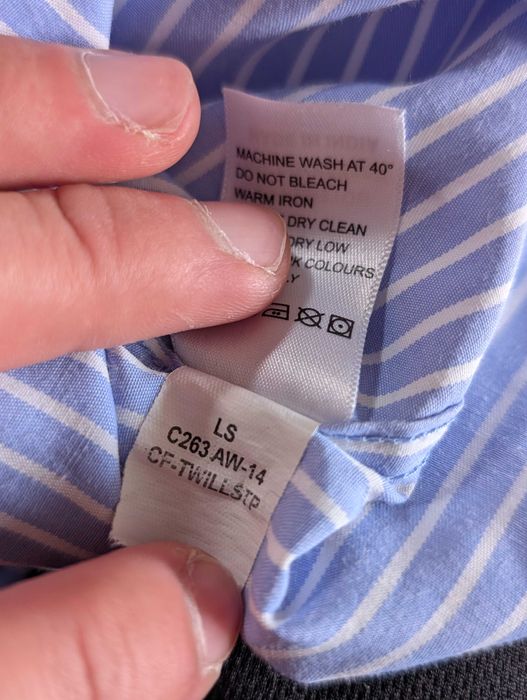 MACHINE WASH AT 40°
DO NOT BLEACH
WARM IRON
DRY CLEAN
DRY LOW
COLOURS
LS
C263 AW-14
CF-TWILLSTP